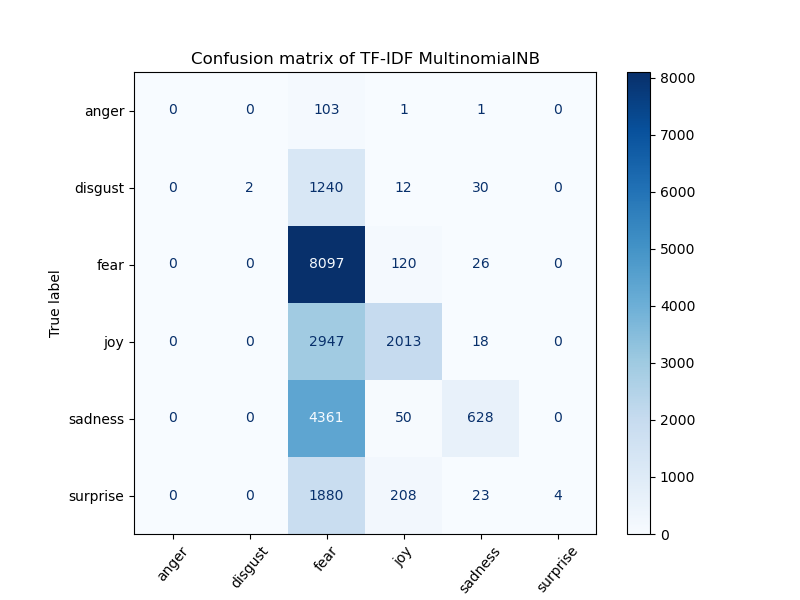 Confusion matrix of TF-IDF MultinomialNB
True label
anger 0 0 103 1 1 0
disgust 0 2 1240 12 30 0
fear 0 0 8097 120 26 0
joy 0 0 2947 2013 18 0
sadness 0 0 4361 50 628 0
surprise 0 0 1880 208 23 4
anger disgust fear joy sadness surprise
8000
7000
6000
5000
4000
3000
2000
1000
0